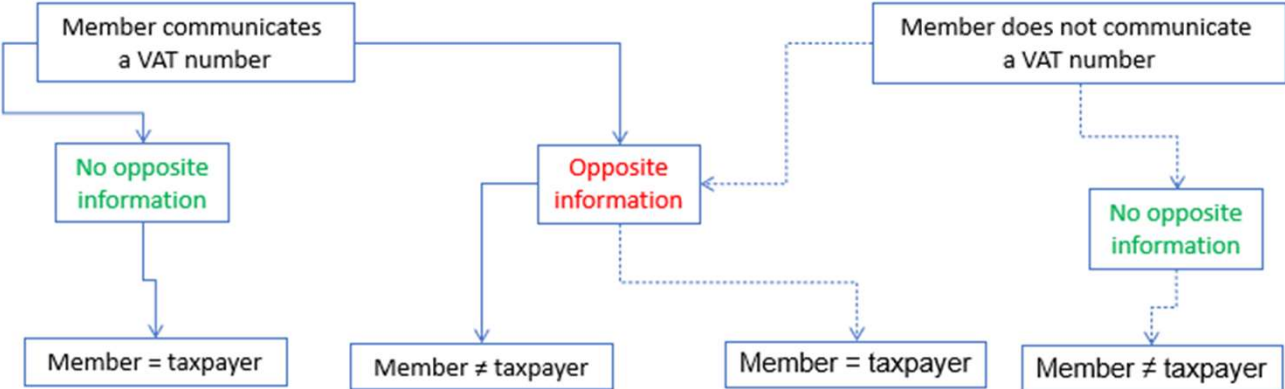 Member communicates
a VAT number
Member does not communicate
a VAT number
No opposite
information
Opposite
information
No opposite
information
Member = taxpayer
Member ≠ taxpayer
Member = taxpayer
Member ≠ taxpayer